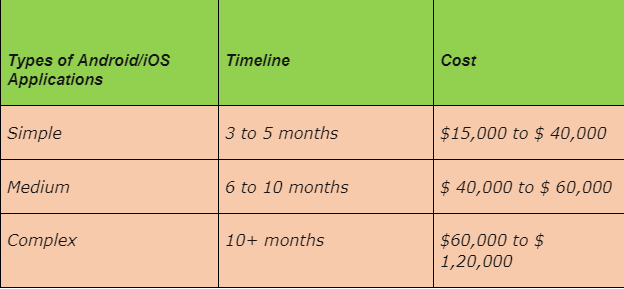 Types of Android/iOS
Applications
Timeline
Cost
Simple
3 to 5 months
$15,000 to $ 40,000
Medium
6 to 10 months
$ 40,000 to $ 60,000
Complex
10+ months
$60,000 to $
1,20,000